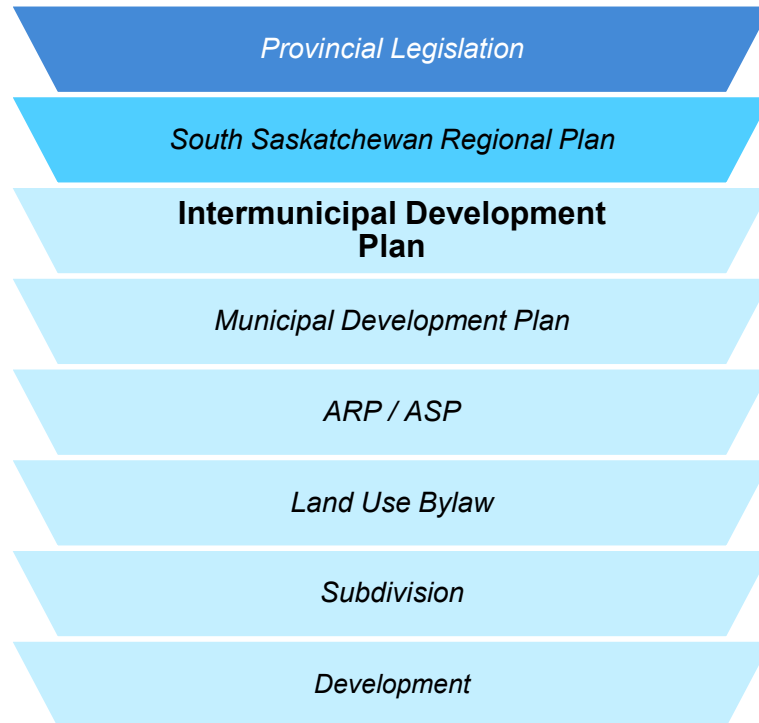 Provincial Legislation
South Saskatchewan Regional Plan
Intermunicipal Development
Plan
Municipal Development Plan
ARP / ASP
Land Use Bylaw
Subdivision
Development